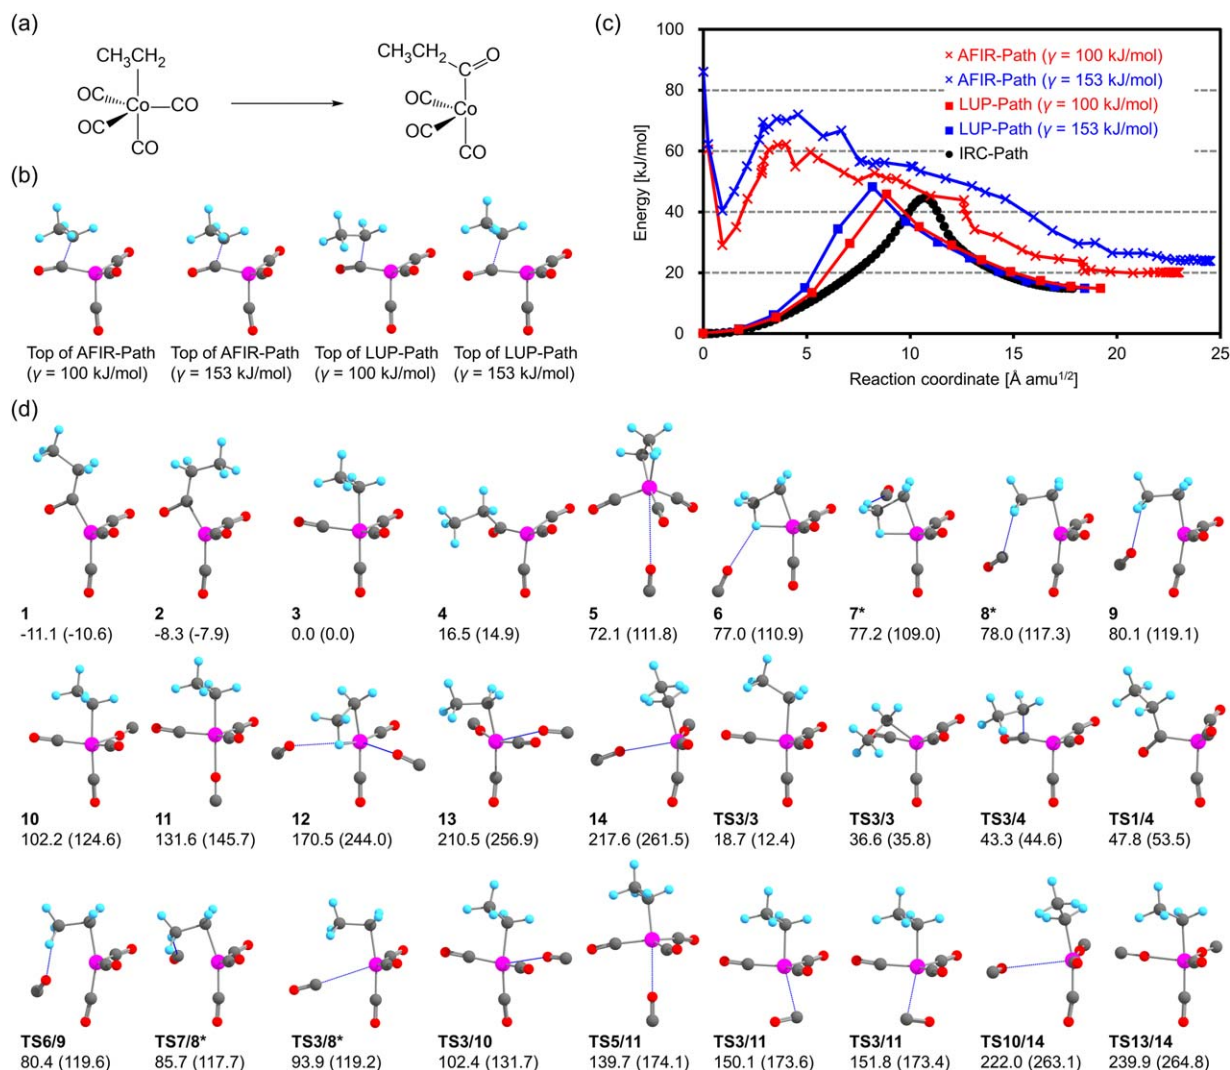 (a)
CH₃CH₂
OC
Co
CO
OC
CO
CH₃CH₂
C
O
OC
Co
OC
CO
CO
(b)
Top of AFIR-Path
(γ = 100 kJ/mol)
Top of AFIR-Path
(γ = 153 kJ/mol)
Top of LUP-Path
(γ = 100 kJ/mol)
Top of LUP-Path
(γ = 153 kJ/mol)
(c)
Energy [kJ/mol]
100
80
60
40
20
0
AFIR-Path (γ = 100 kJ/mol)
AFIR-Path (γ = 153 kJ/mol)
LUP-Path (γ = 100 kJ/mol)
LUP-Path (γ = 153 kJ/mol)
IRC-Path
0 5 10 15 20 25
Reaction coordinate [Å amu¹ᐟ²]
(d)
1 2 3 4 5 6 7* 8* 9
-11.1 (-10.6) -8.3 (-7.9) 0.0 (0.0) 16.5 (14.9) 72.1 (111.8) 77.0 (110.9) 77.2 (109.0) 78.0 (117.3) 80.1 (119.1)
10 11 12 13 14 TS3/3 TS3/3 TS3/4 TS1/4
102.2 (124.6) 131.6 (145.7) 170.5 (244.0) 210.5 (256.9) 217.6 (261.5) 18.7 (12.4) 36.6 (35.8) 43.3 (44.6) 47.8 (53.5)
TS6/9 TS7/8* TS3/8* TS3/10 TS5/11 TS3/11 TS3/11 TS10/14 TS13/14
80.4 (119.6) 85.7 (117.7) 93.9 (119.2) 102.4 (131.7) 139.7 (174.1) 150.1 (173.6) 151.8 (173.4) 222.0 (263.1) 239.9 (264.8)